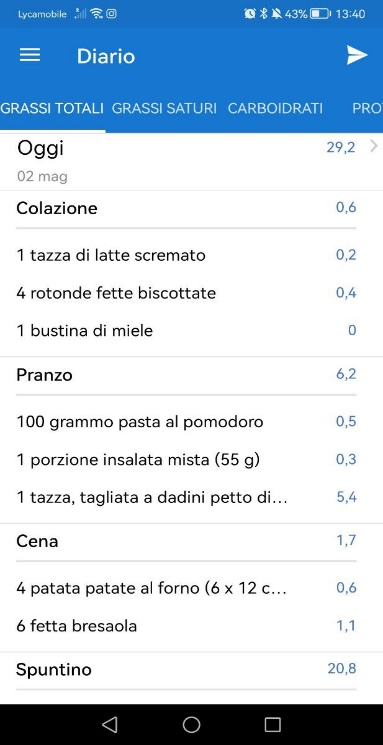 Lycamobile 43% 13:40
Diario
GRASSI TOTALI GRASSI SATURI CARBOIDRATI PRO
Oggi 29,2
02 mag
Colazione 0,6
1 tazza di latte scremato 0,2
4 rotonde fette biscottate 0,4
1 bustina di miele 0
Pranzo 6,2
100 grammo pasta al pomodoro 0,5
1 porzione insalata mista (55 g) 0,3
1 tazza, tagliata a dadini petto di... 5,4
Cena 1,7
4 patata patate al forno (6 x 12 c... 0,6
6 fetta bresaola 1,1
Spuntino 20,8